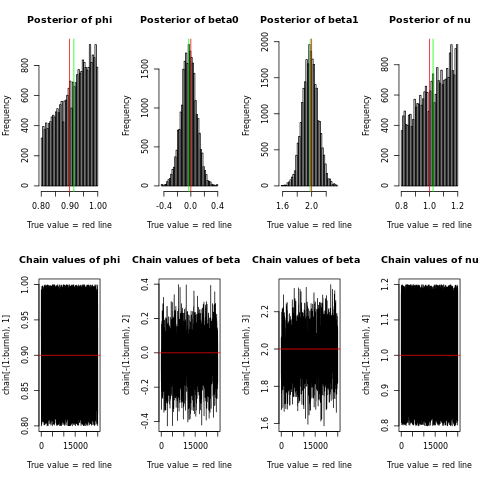 Posterior of phi
Posterior of beta0
Posterior of beta1
Posterior of nu
Frequency
0 200 400 600 800
0.80 0.90 1.00
True value = red line
Frequency
0 500 1000 1500
-0.4 0.0 0.4
True value = red line
Frequency
0 500 1000 1500 2000
1.6 2.0
True value = red line
Frequency
0 200 400 600 800
0.8 1.0 1.2
True value = red line
Chain values of phi
Chain values of beta
Chain values of beta
Chain values of nu
chain[-(1:burnIn), 1]
0.80 0.85 0.90 0.95 1.00
0 15000
True value = red line
chain[-(1:burnIn), 2]
-0.4 -0.2 0.0 0.2 0.4
0 15000
True value = red line
chain[-(1:burnIn), 3]
1.6 1.8 2.0 2.2
0 15000
True value = red line
chain[-(1:burnIn), 4]
0.8 0.9 1.0 1.1 1.2
0 15000
True value = red line